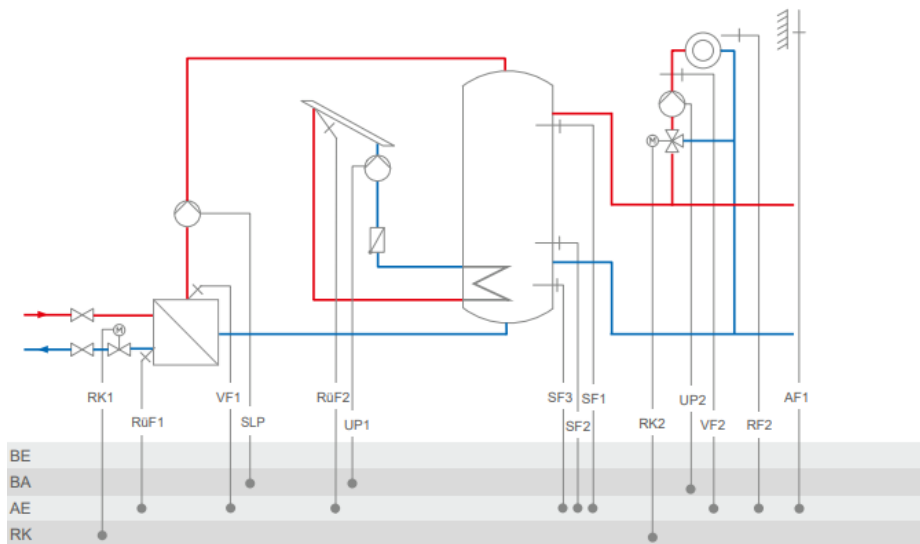 M
M
RK1
VF1
RüF2
SF3
SF1
UP2
AF1
RüF1
SLP
UP1
SF2
RK2
VF2
RF2
BE
BA
AE
RK